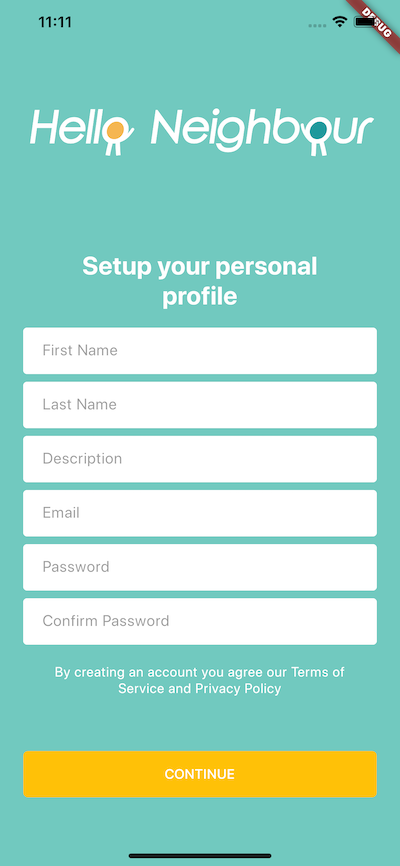 11:11
DEBUG
Hello Neighbour
Setup your personal
profile
First Name
Last Name
Description
Email
Password
Confirm Password
By creating an account you agree our Terms of
Service and Privacy Policy
CONTINUE